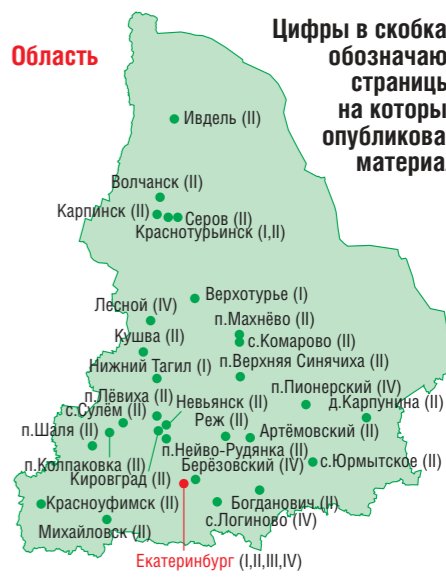 Область
Цифры в скобка
обозначаю
страницы
на которы
опубликова
материа
Ивдель (II)
Волчанск (II)
Карпинск (II)
Серов (II)
Краснотурьинск (I,II)
Верхотурье (I)
Лесной (IV)
п.Махнёво (II)
Кушва (II)
с.Комарово (II)
Нижний Тагил (I)
п.Верхняя Синячиха (II)
п.Лёвиха (II)
п.Пионерский (IV)
с.Сулём (II)
Невьянск (II)
д.Карпунина (II)
п.Шаля (II)
Реж (II)
Артёмовский (II)
п.Нейво-Рудянка (II)
п.Колпаковка (II)
Берёзовский (IV)
с.Юрмытское (II)
Кировград (II)
Красноуфимск (II)
Богданович (II)
с.Логиново (IV)
Михайловск (II)
Екатеринбург (I,II,III,IV)